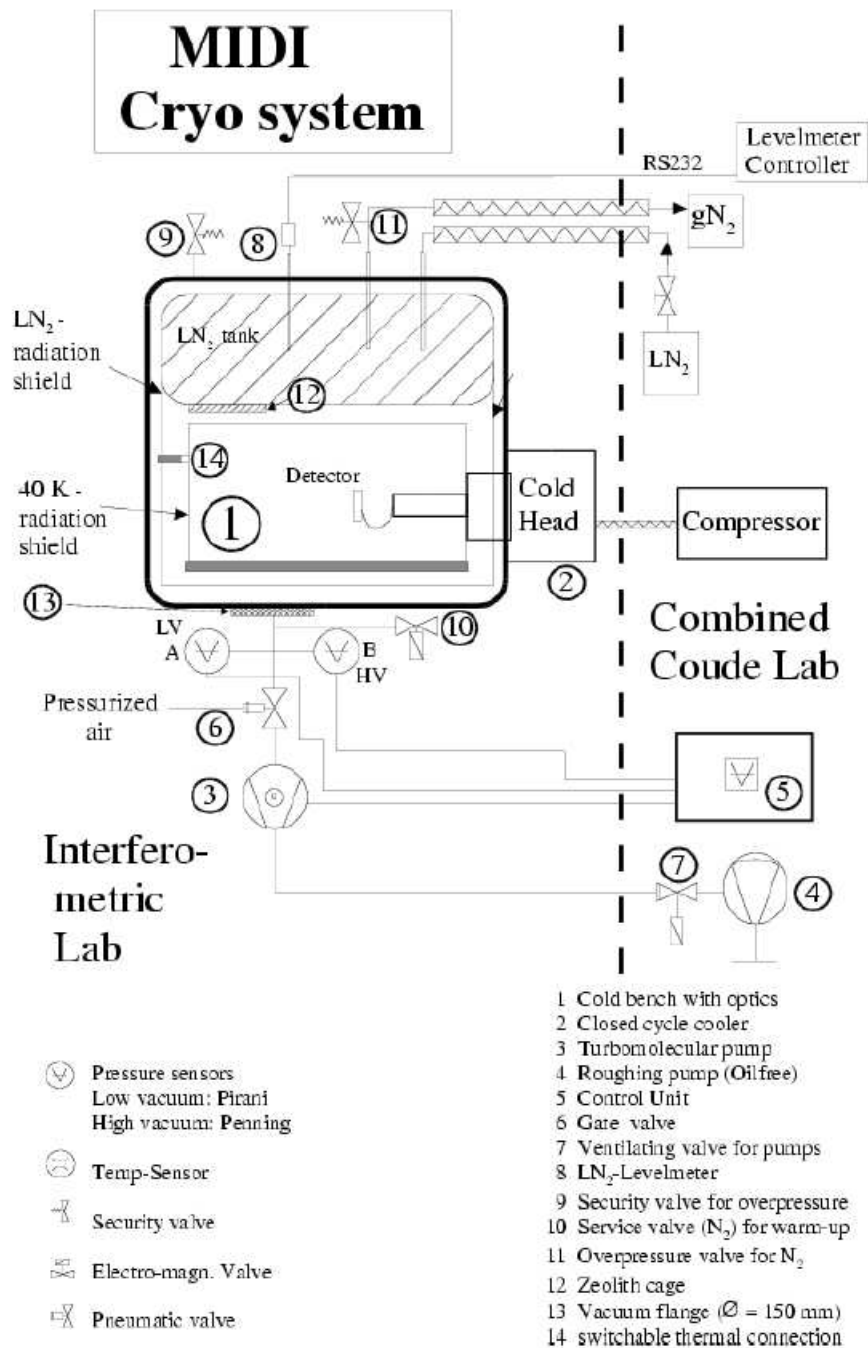 MIDI
Cryo system
Levelmeter
Controller
RS232
gN₂
9
8
11
LN₂ -
radiation
shield
LN₂ tank
LN₂
12
14
Detector
Cold
Head
Compressor
40 K -
radiation
shield
1
2
13
10
LV
A
B
HV
Combined
Coude Lab
Pressurized
air
6
3
5
Interfero-
metric
Lab
7
4
1 Cold bench with optics
2 Closed cycle cooler
3 Turbomolecular pump
4 Roughing pump (Oilfree)
5 Control Unit
6 Gate valve
7 Ventilating valve for pumps
8 LN₂-Levelmeter
9 Security valve for overpressure
10 Service valve (N₂) for warm-up
11 Overpressure valve for N₂
12 Zeolith cage
13 Vacuum flange (Ø = 150 mm)
14 switchable thermal connection
Pressure sensors
Low vacuum: Pirani
High vacuum: Penning
Temp-Sensor
Security valve
Electro-magn. Valve
Pneumatic valve